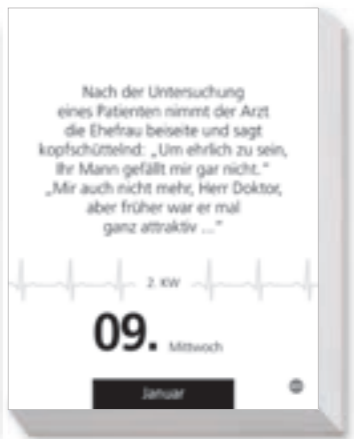 Nach der Untersuchung
eines Patienten nimmt der Arzt
die Ehefrau beiseite und sagt
kopfschüttelnd: „Um ehrlich zu sein,
Ihr Mann gefällt mir gar nicht."
„Mir auch nicht mehr, Herr Doktor,
aber früher war er mal
ganz attraktiv ..."
2. KW
09. Mittwoch
Januar